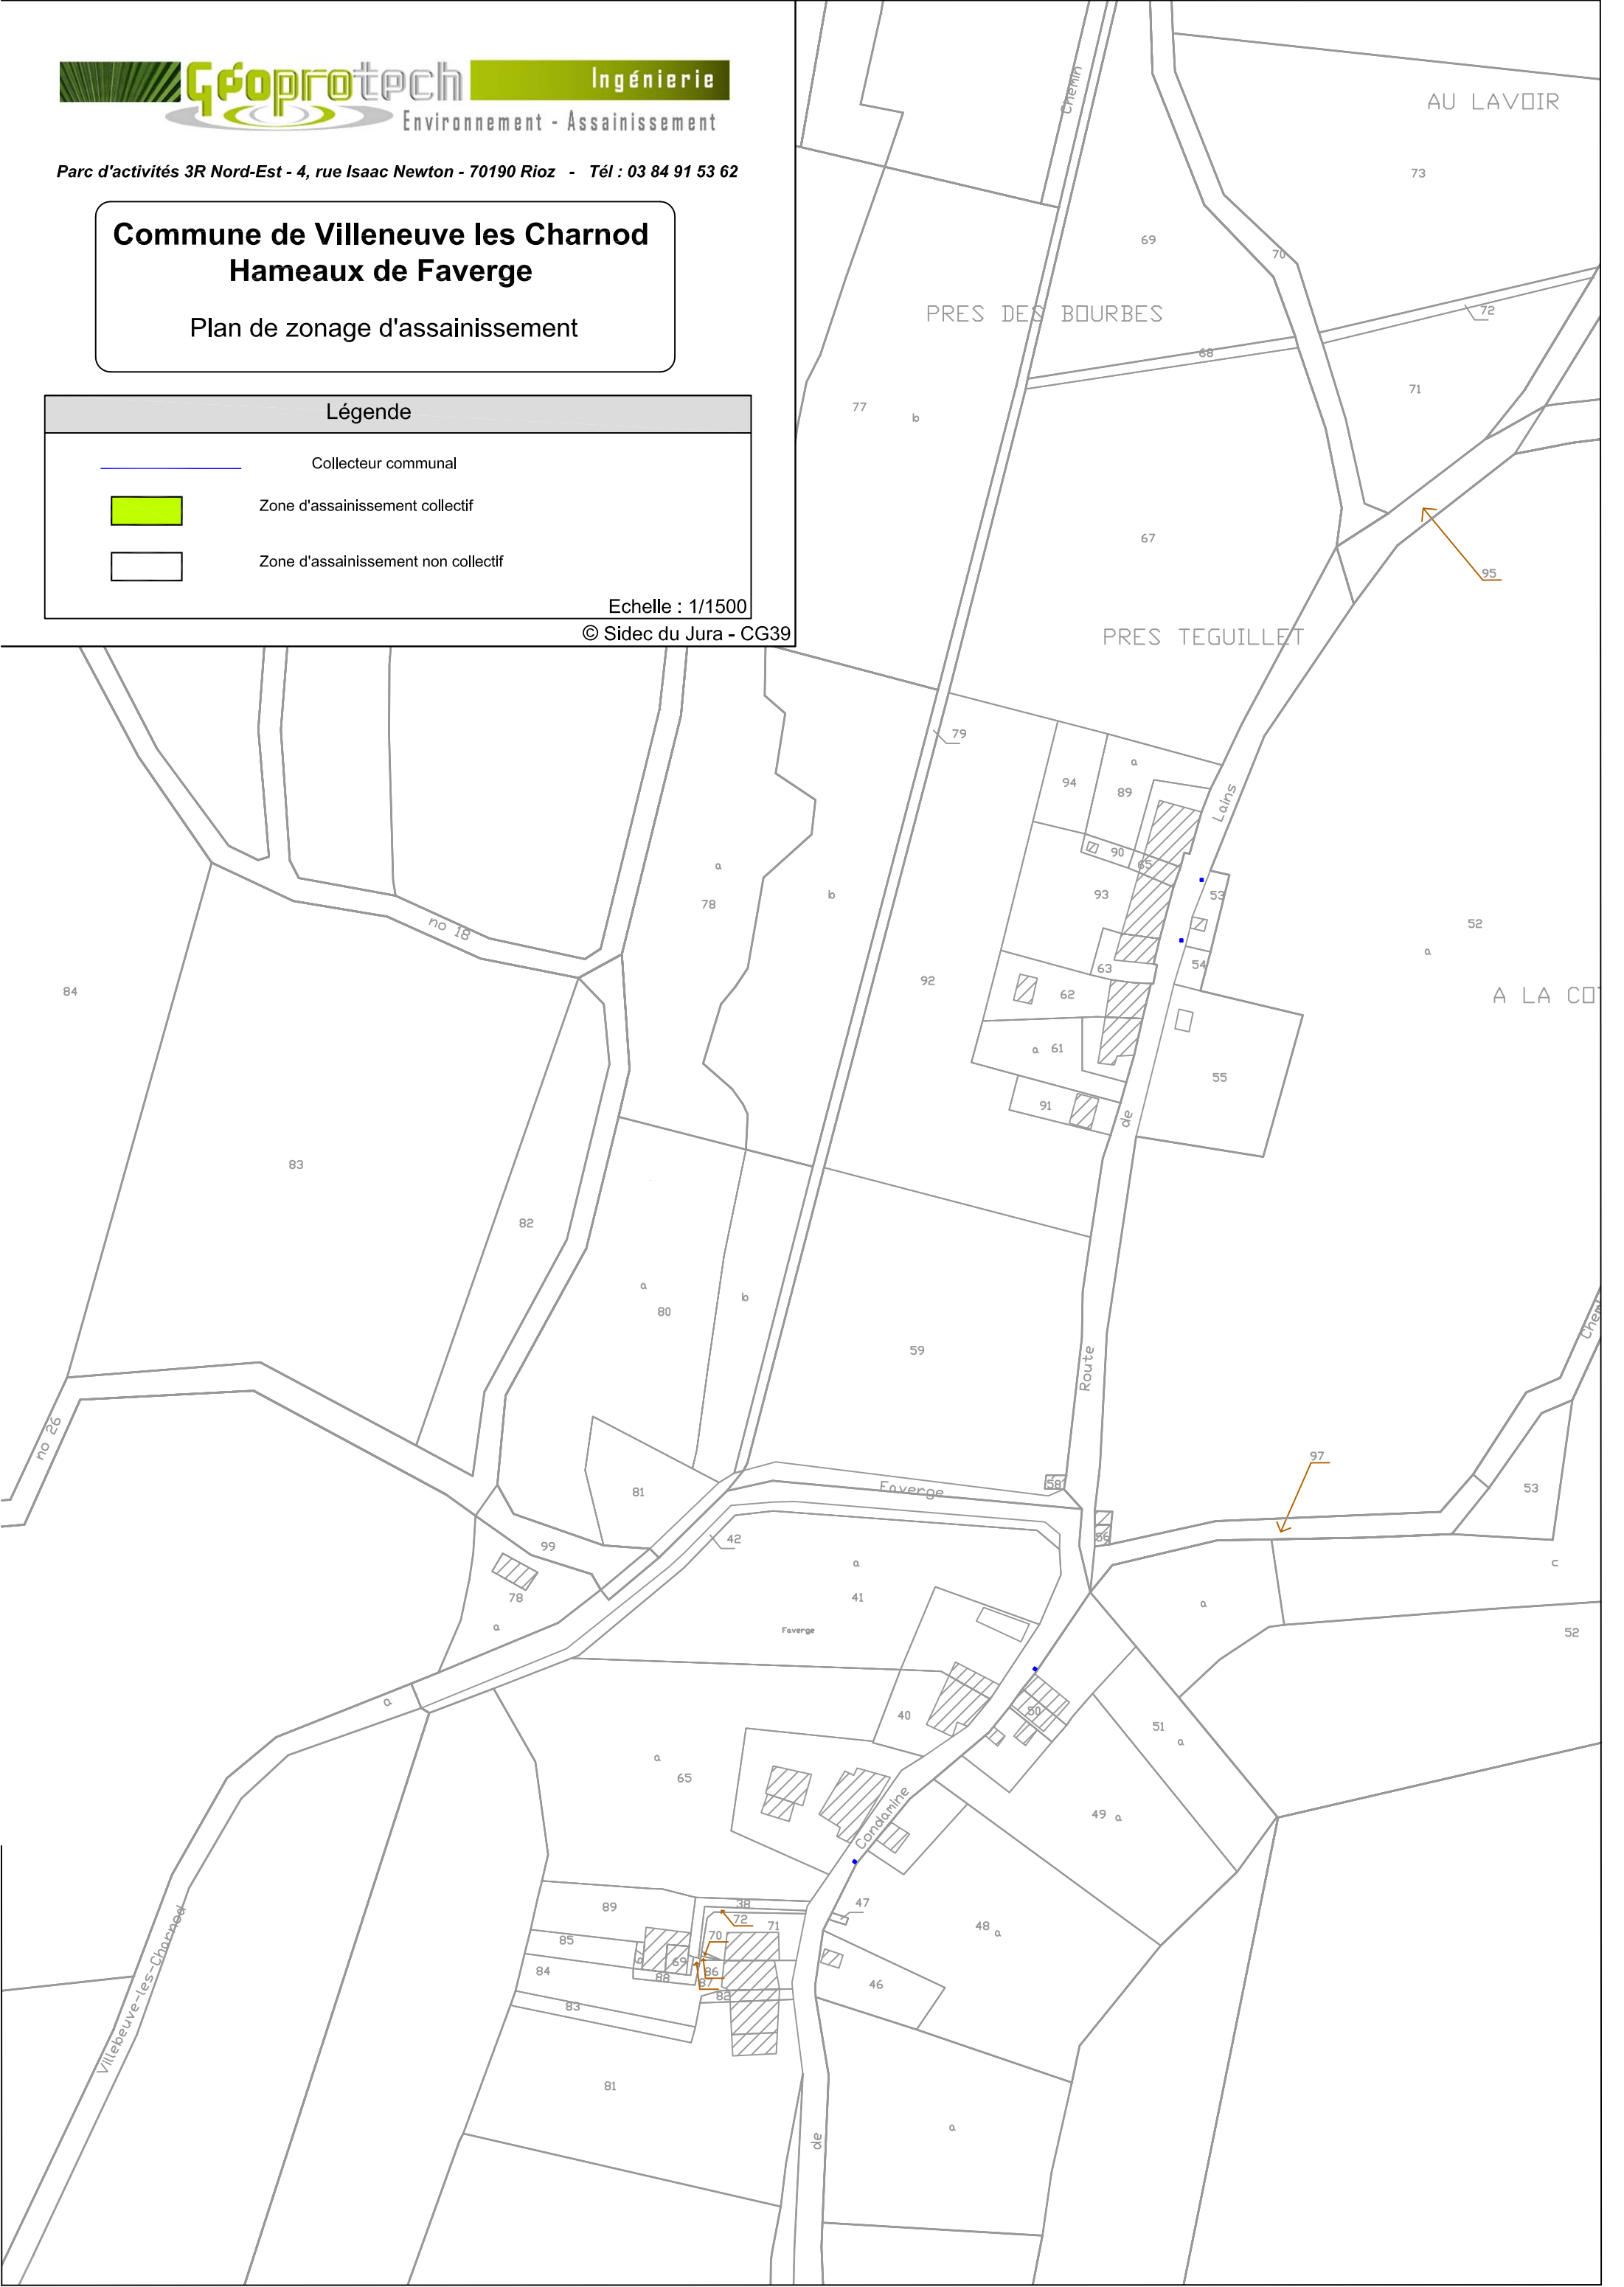 Géoprotech Ingénierie
Environnement - Assainissement
Parc d'activités 3R Nord-Est - 4, rue Isaac Newton - 70190 Rioz - Tél : 03 84 91 53 62
Commune de Villeneuve les Charnod
Hameaux de Faverge
Plan de zonage d'assainissement
Légende
Collecteur communal
Zone d'assainissement collectif
Zone d'assainissement non collectif
Echelle : 1/1500
© Sidec du Jura - CG39
Chemin
AU LAVOIR
73
69
70
PRES DES BOURBES
72
68
71
77
b
67
95
PRES TEGUILLET
79
a
94
89
Lains
90
65
a
78
b
93
53
no 18
52
a
54
63
92
62
84
A LA CO
a 61
55
91
de
83
82
a
80
b
59
Route
no 26
97
58
Faverge
81
53
56
42
99
a
c
78
41
a
a
Faverge
52
a
40
50
51
a
a
65
49 a
Condamine
89
38
47
72
71
48 a
70
85
69
86
84
88
87
46
82
83
Villebeuve-les-Charnod
81
a
de